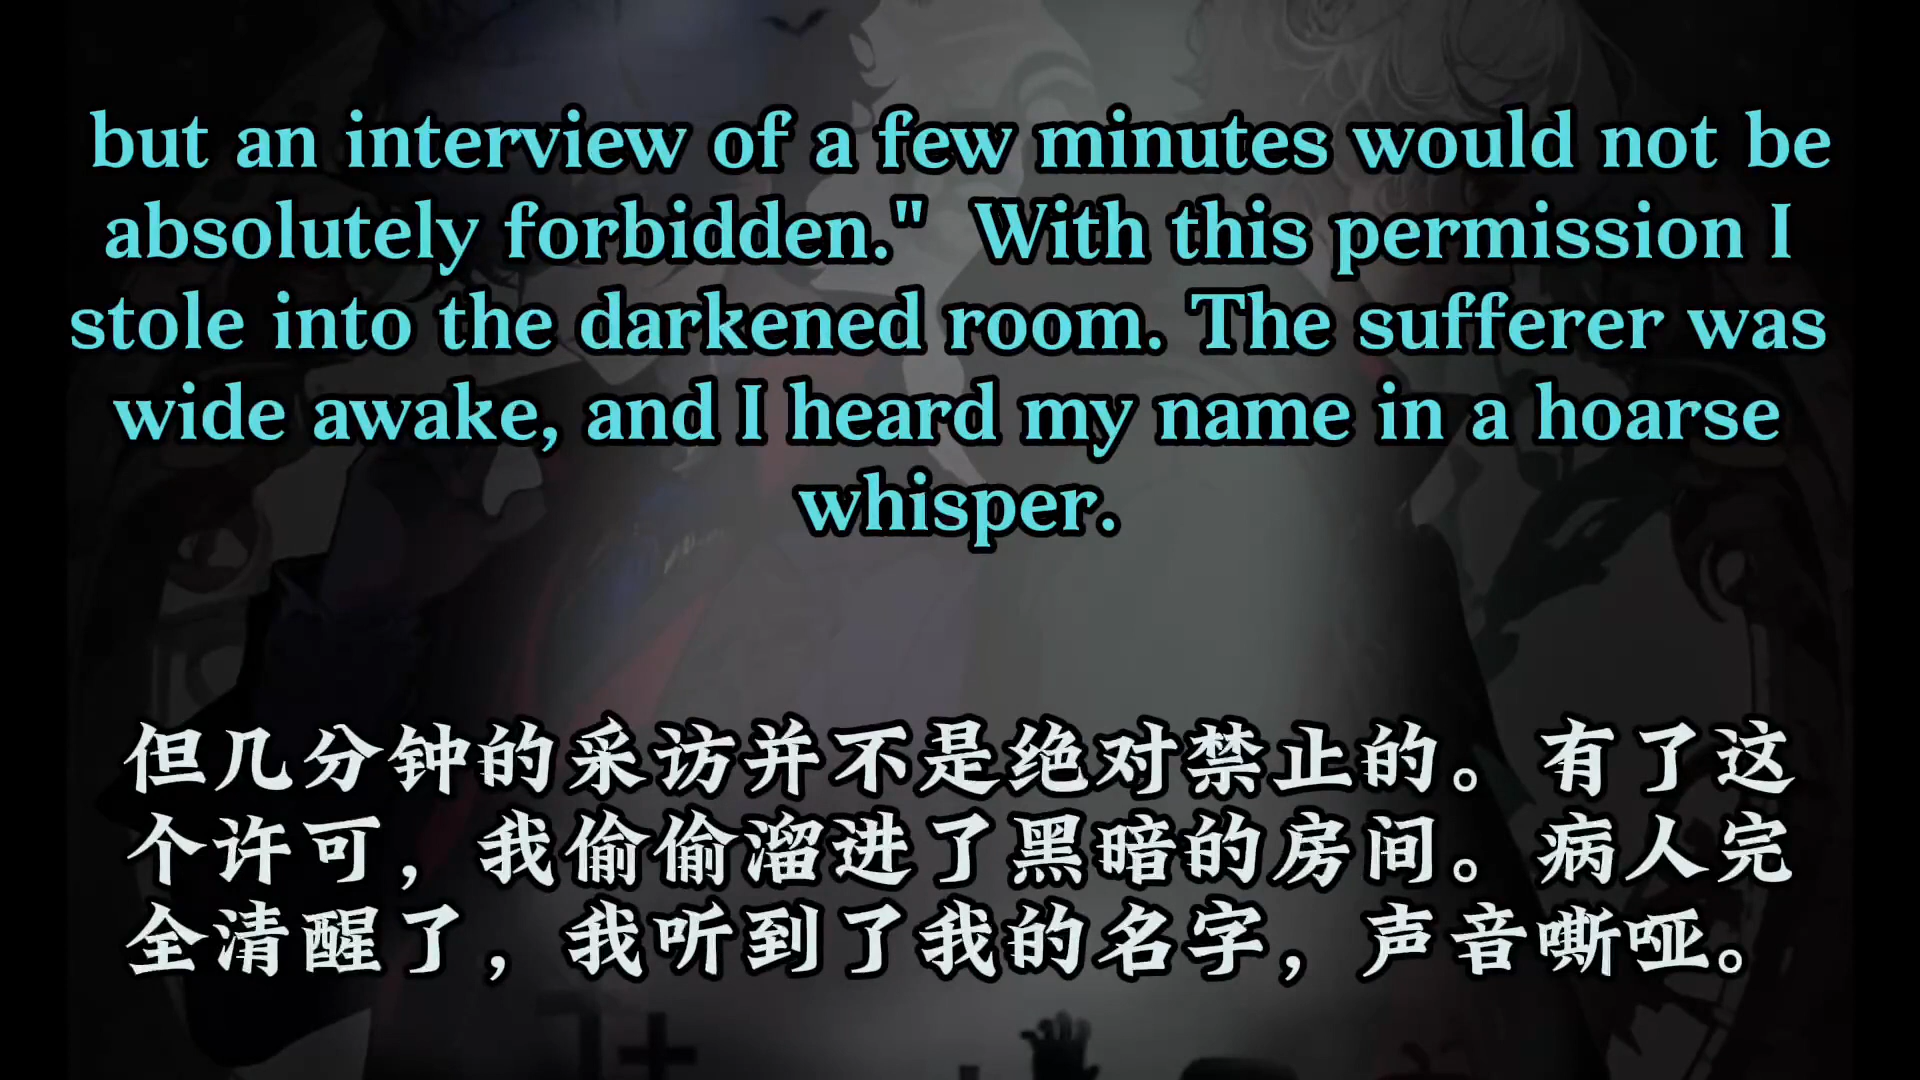 but an interview of a few minutes would not be
absolutely forbidden."  With this permission I
stole into the darkened room. The sufferer was
wide awake, and I heard my name in a hoarse
whisper.
但几分钟的采访并不是绝对禁止的。有了这
个许可，我偷偷溜进了黑暗的房间。病人完
全清醒了，我听到了我的名字，声音嘶哑。